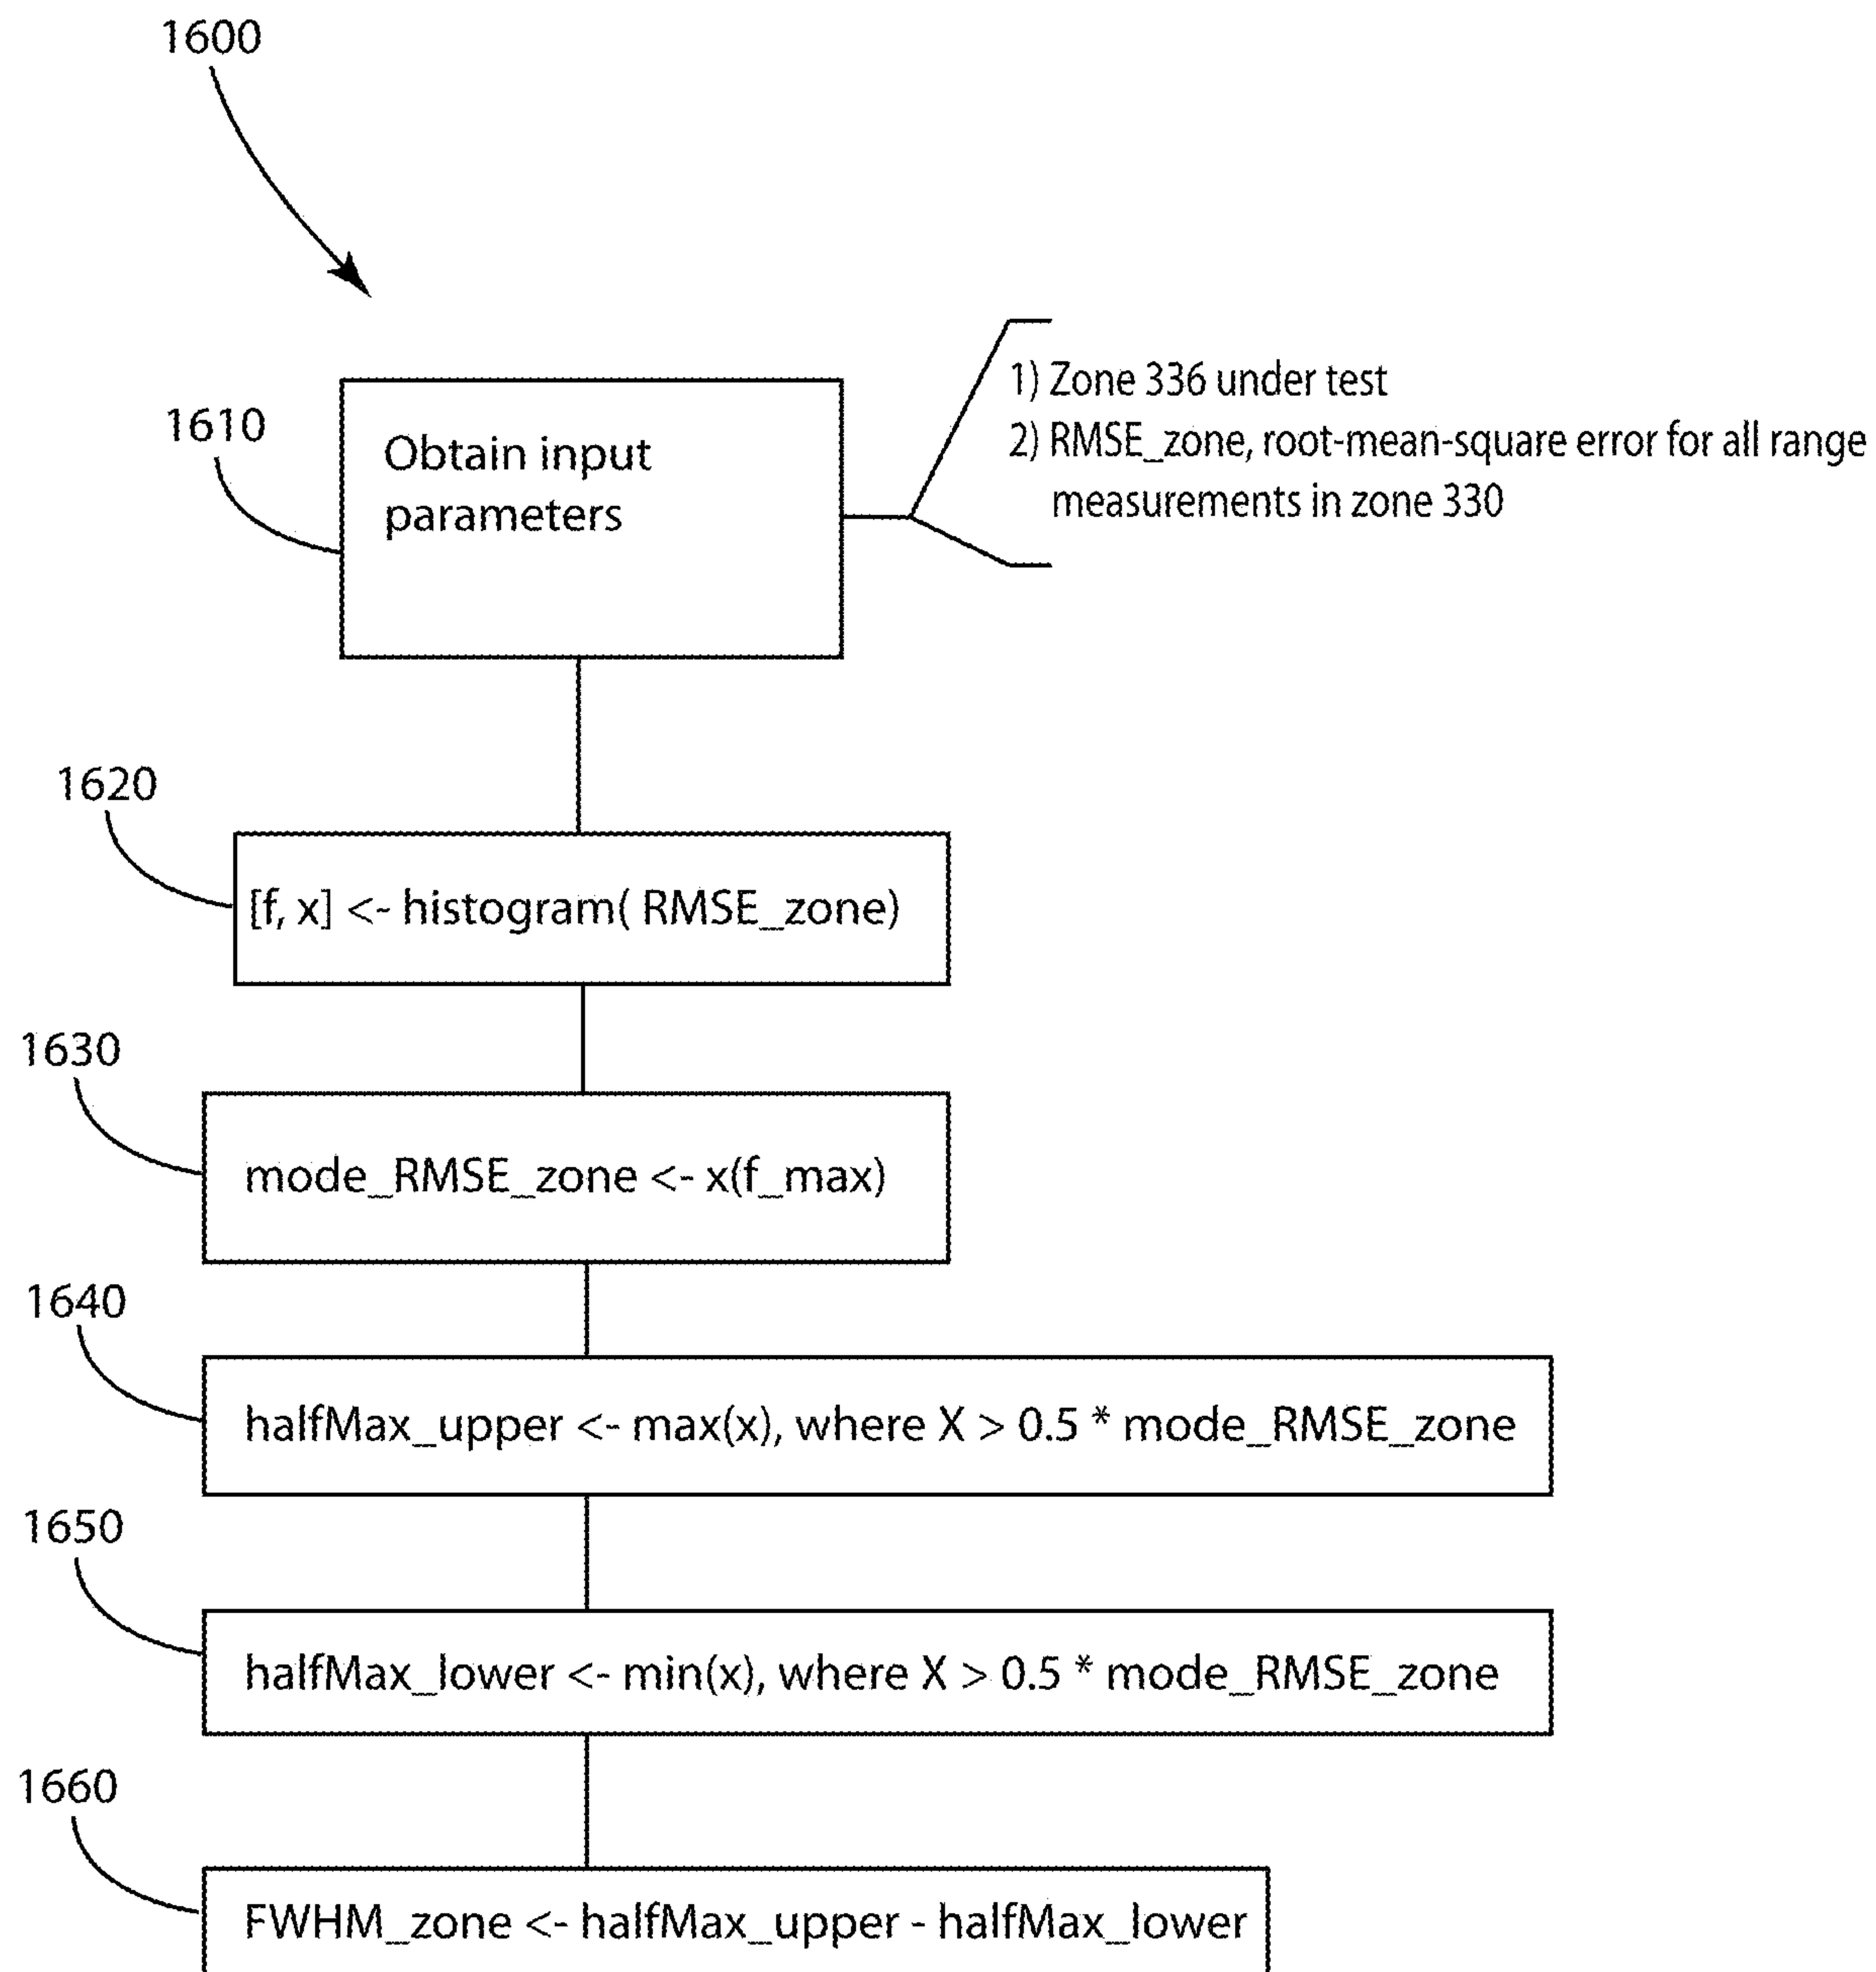 1600
1610
Obtain input
parameters
1) Zone 336 under test
2) RMSE_zone, root-mean-square error for all range
measurements in zone 330
1620
[f, x] <- histogram( RMSE_zone)
1630
mode_RMSE_zone <- x(f_max)
1640
halfMax_upper <- max(x), where X > 0.5 * mode_RMSE_zone
1650
halfMax_lower <- min(x), where X > 0.5 * mode_RMSE_zone
1660
FWHM_zone <- halfMax_upper - halfMax_lower